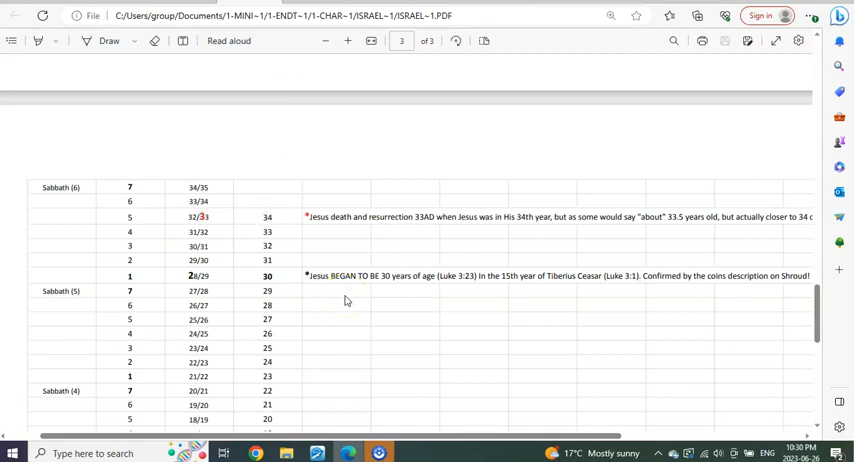 File
C:/Users/group/Documents/1-MINI~1/1-ENDT~1/1-CHAR~1/ISRAEL~1/ISRAEL~1.PDF
Sign in
Draw
Read aloud
3
of 3
Sabbath (6) 7 34/35
6 33/34
5 32/33 34 *Jesus death and resurrection 33AD when Jesus was in His 34th year, but as some would say "about" 33.5 years old, but actually closer to 34
4 31/32 33
3 30/31 32
2 29/30 31
1 28/29 30 *Jesus BEGAN TO BE 30 years of age (Luke 3:23) In the 15th year of Tiberius Ceasar (Luke 3:1). Confirmed by the coins description on Shroud!
Sabbath (5) 7 27/28 29
6 26/27 28
5 25/26 27
4 24/25 26
3 23/24 25
2 22/23 24
1 21/22 23
Sabbath (4) 7 20/21 22
6 19/20 21
5 18/19 20
Type here to search
17°C Mostly sunny
ENG
10:30 PM
2023-06-26
2